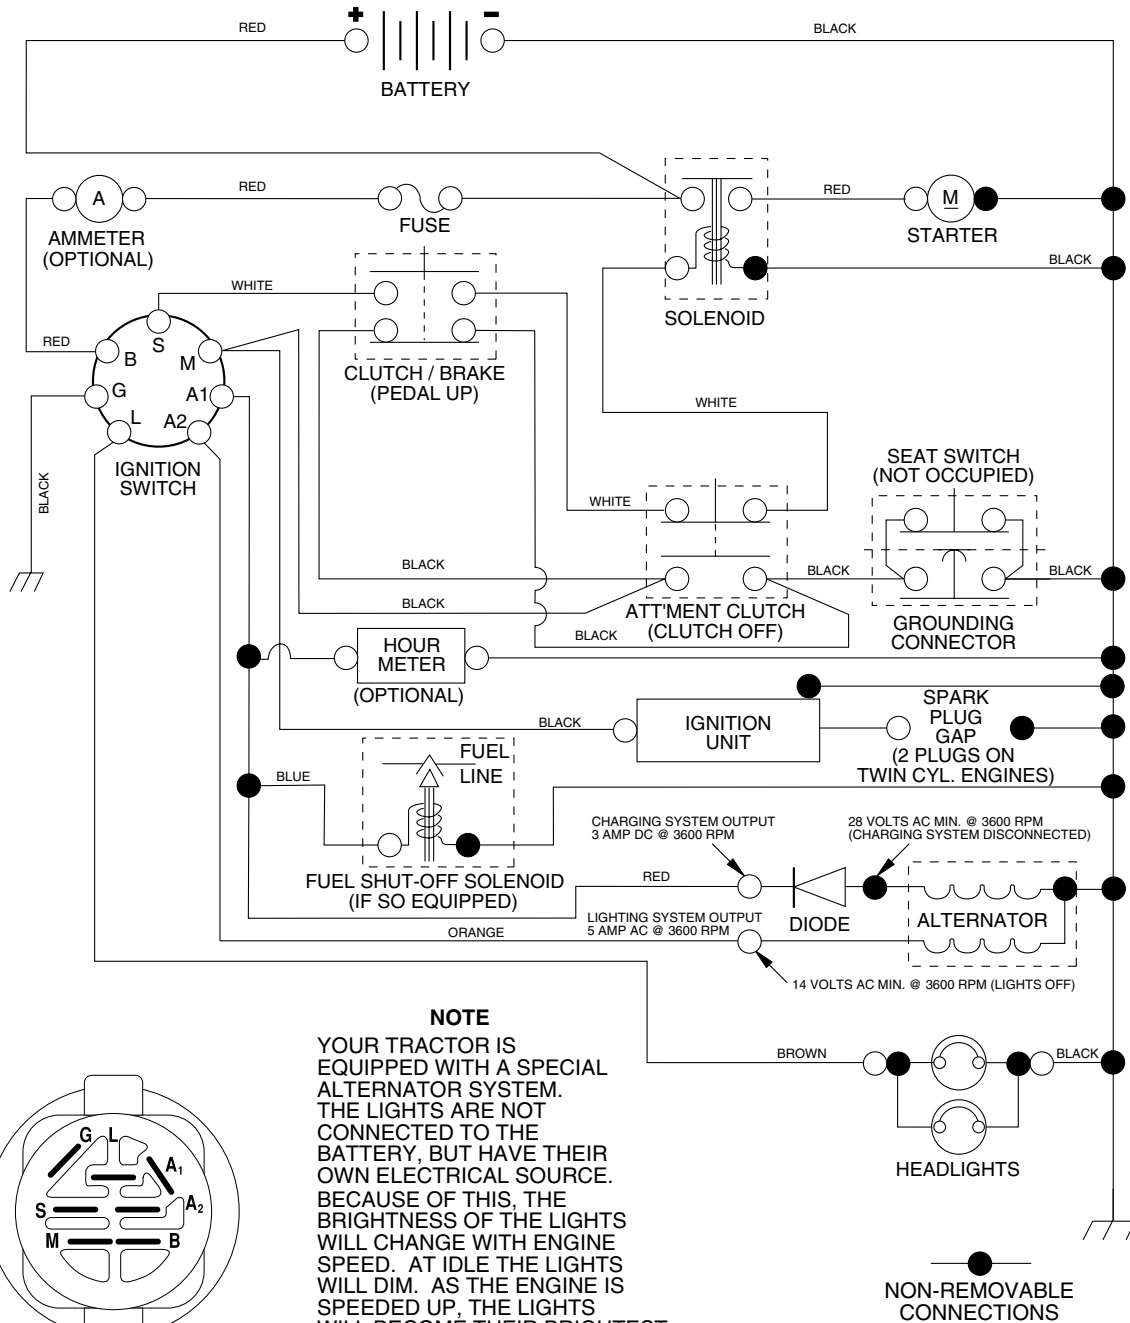 +
-
RED
BLACK
BATTERY
A
RED
FUSE
RED
M
STARTER
AMMETER
(OPTIONAL)
BLACK
WHITE
SOLENOID
RED
S
B
M
G
A1
L
A2
IGNITION
SWITCH
BLACK
CLUTCH / BRAKE
(PEDAL UP)
WHITE
SEAT SWITCH
(NOT OCCUPIED)
WHITE
BLACK
BLACK
BLACK
BLACK
ATT'MENT CLUTCH
(CLUTCH OFF)
BLACK
GROUNDING
CONNECTOR
HOUR
METER
(OPTIONAL)
BLACK
IGNITION
UNIT
SPARK
PLUG
GAP
(2 PLUGS ON
TWIN CYL. ENGINES)
FUEL
LINE
BLUE
FUEL SHUT-OFF SOLENOID
(IF SO EQUIPPED)
CHARGING SYSTEM OUTPUT
3 AMP DC @ 3600 RPM
28 VOLTS AC MIN. @ 3600 RPM
(CHARGING SYSTEM DISCONNECTED)
RED
DIODE
ALTERNATOR
LIGHTING SYSTEM OUTPUT
5 AMP AC @ 3600 RPM
ORANGE
14 VOLTS AC MIN. @ 3600 RPM (LIGHTS OFF)
BROWN
BLACK
HEADLIGHTS
NOTE
YOUR TRACTOR IS
EQUIPPED WITH A SPECIAL
ALTERNATOR SYSTEM.
THE LIGHTS ARE NOT
CONNECTED TO THE
BATTERY, BUT HAVE THEIR
OWN ELECTRICAL SOURCE.
BECAUSE OF THIS, THE
BRIGHTNESS OF THE LIGHTS
WILL CHANGE WITH ENGINE
SPEED. AT IDLE THE LIGHTS
WILL DIM. AS THE ENGINE IS
SPEEDED UP, THE LIGHTS
WILL BECOME THEIR BRIGHTEST
G
L
A1
S
A2
M
B
NON-REMOVABLE
CONNECTIONS